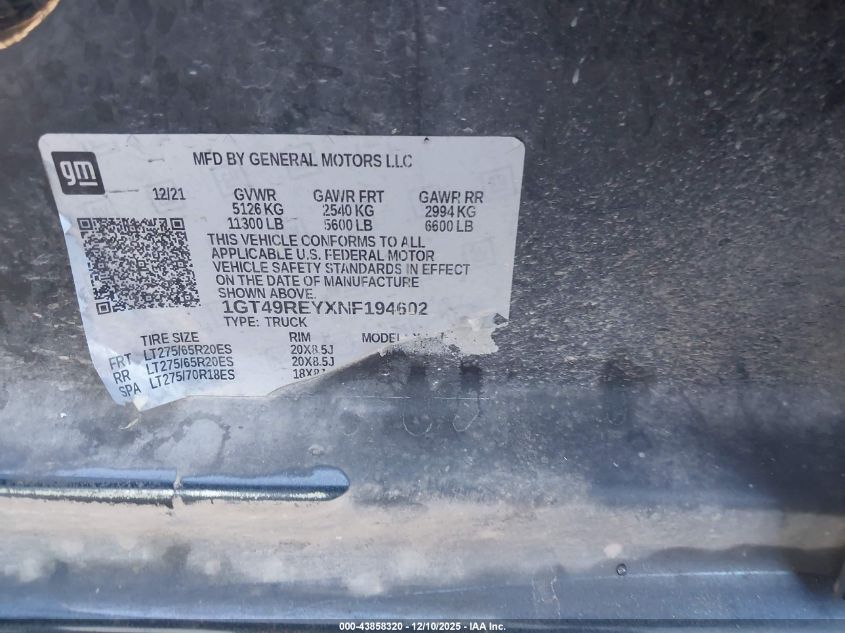 gm
MFD BY GENERAL MOTORS LLC
12/21 GVWR GAWR FRT GAWR RR
5126 KG 2540 KG 2994 KG
11300 LB 5600 LB 6600 LB
THIS VEHICLE CONFORMS TO ALL
APPLICABLE U.S. FEDERAL MOTOR
VEHICLE SAFETY STANDARDS IN EFFECT
ON THE DATE OF MANUFACTURE
SHOWN ABOVE.
1GT49REYXNF194602
TYPE: TRUCK
TIRE SIZE RIM MODEL:
FRT LT275/65R20ES 20X8.5J
RR LT275/65R20ES 20X8.5J
SPA LT275/70R18ES 18X8
000-43858320 - 12/10/2025 - IAA Inc.